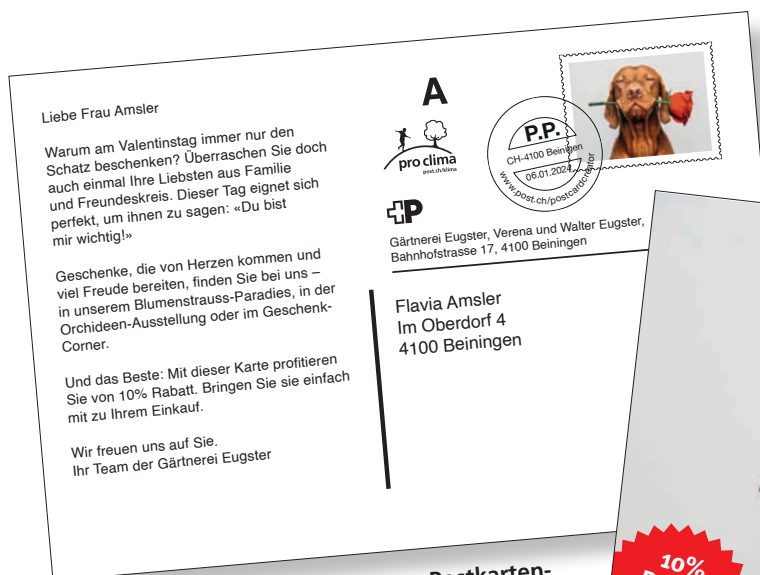 Liebe Frau Amsler
Warum am Valentinstag immer nur den
Schatz beschenken? Überraschen Sie doch
auch einmal Ihre Liebsten aus Familie
und Freundeskreis. Dieser Tag eignet sich
perfekt, um ihnen zu sagen: «Du bist
mir wichtig!»
Geschenke, die von Herzen kommen und
viel Freude bereiten, finden Sie bei uns –
in unserem Blumenstrauss-Paradies, in der
Orchideen-Ausstellung oder im Geschenk-
Corner.
Und das Beste: Mit dieser Karte profitieren
Sie von 10% Rabatt. Bringen Sie sie einfach
mit zu Ihrem Einkauf.
Wir freuen uns auf Sie.
Ihr Team der Gärtnerei Eugster
A
pro clima
post.ch/klima
P.P.
CH-4100 Beinigen
06.01.2024
www.post.ch/postcardcreator
P
Gärtnerei Eugster, Verena und Walter Eugster,
Bahnhofstrasse 17, 4100 Beiningen
Flavia Amsler
Im Oberdorf 4
4100 Beiningen
10%
Postkarten-